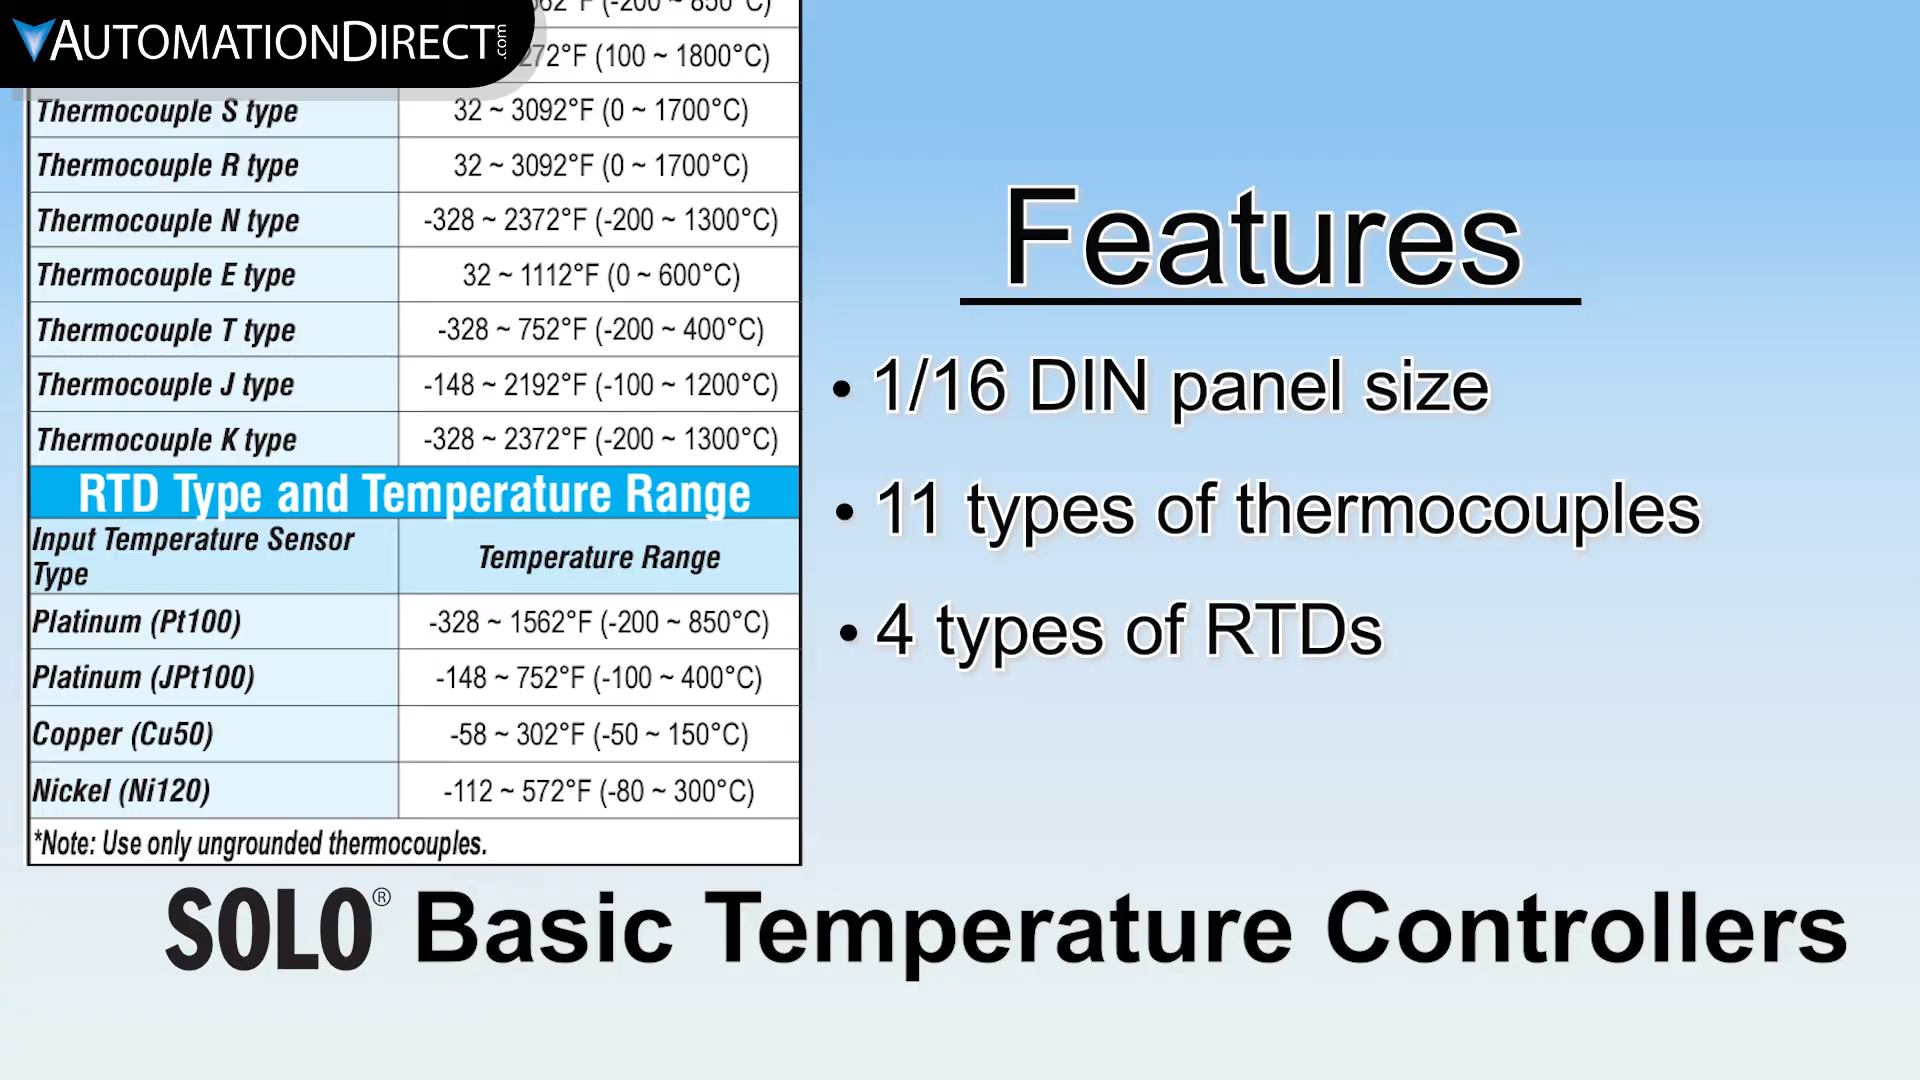 AUTOMATIONDIRECT.com
(-200 ~ 850°C)
272°F (100 ~ 1800°C)
Thermocouple S type 32 ~ 3092°F (0 ~ 1700°C)
Thermocouple R type 32 ~ 3092°F (0 ~ 1700°C)
Thermocouple N type -328 ~ 2372°F (-200 ~ 1300°C)
Thermocouple E type 32 ~ 1112°F (0 ~ 600°C)
Thermocouple T type -328 ~ 752°F (-200 ~ 400°C)
Thermocouple J type -148 ~ 2192°F (-100 ~ 1200°C)
Thermocouple K type -328 ~ 2372°F (-200 ~ 1300°C)
RTD Type and Temperature Range
Input Temperature Sensor
Type
Temperature Range
Platinum (Pt100) -328 ~ 1562°F (-200 ~ 850°C)
Platinum (JPt100) -148 ~ 752°F (-100 ~ 400°C)
Copper (Cu50) -58 ~ 302°F (-50 ~ 150°C)
Nickel (Ni120) -112 ~ 572°F (-80 ~ 300°C)
*Note: Use only ungrounded thermocouples.
Features
• 1/16 DIN panel size
• 11 types of thermocouples
• 4 types of RTDs
SOLO® Basic Temperature Controllers